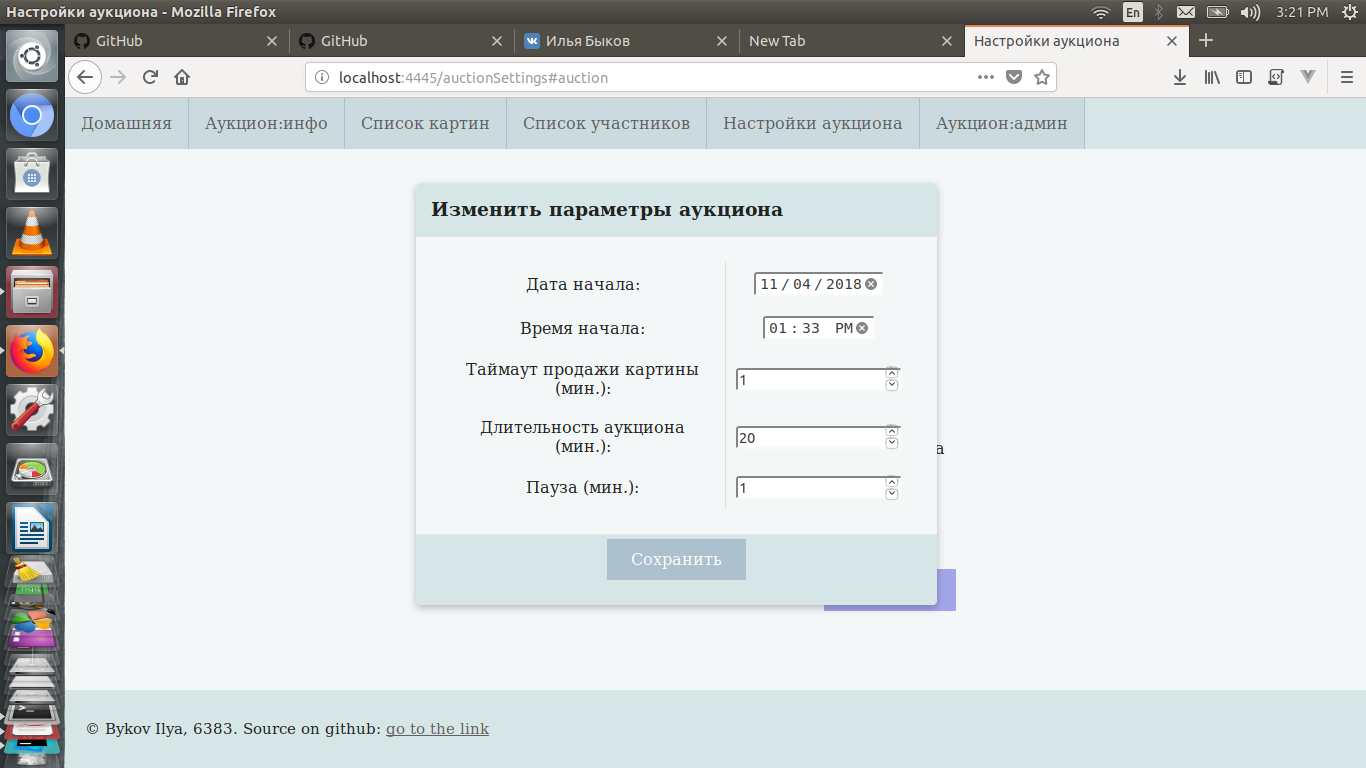 Настройки аукциона - Mozilla Firefox
En
3:21 PM
GitHub
GitHub
Илья Быков
New Tab
Настройки аукциона
localhost:4445/auctionSettings#auction
Домашняя
Аукцион:инфо
Список картин
Список участников
Настройки аукциона
Аукцион:админ
Изменить параметры аукциона
Дата начала:
11/04/2018
Время начала:
01:33 PM
Таймаут продажи картины
(мин.):
1
Длительность аукциона
(мин.):
20
а
Пауза (мин.):
1
Сохранить
© Bykov Ilya, 6383. Source on github: go to the link